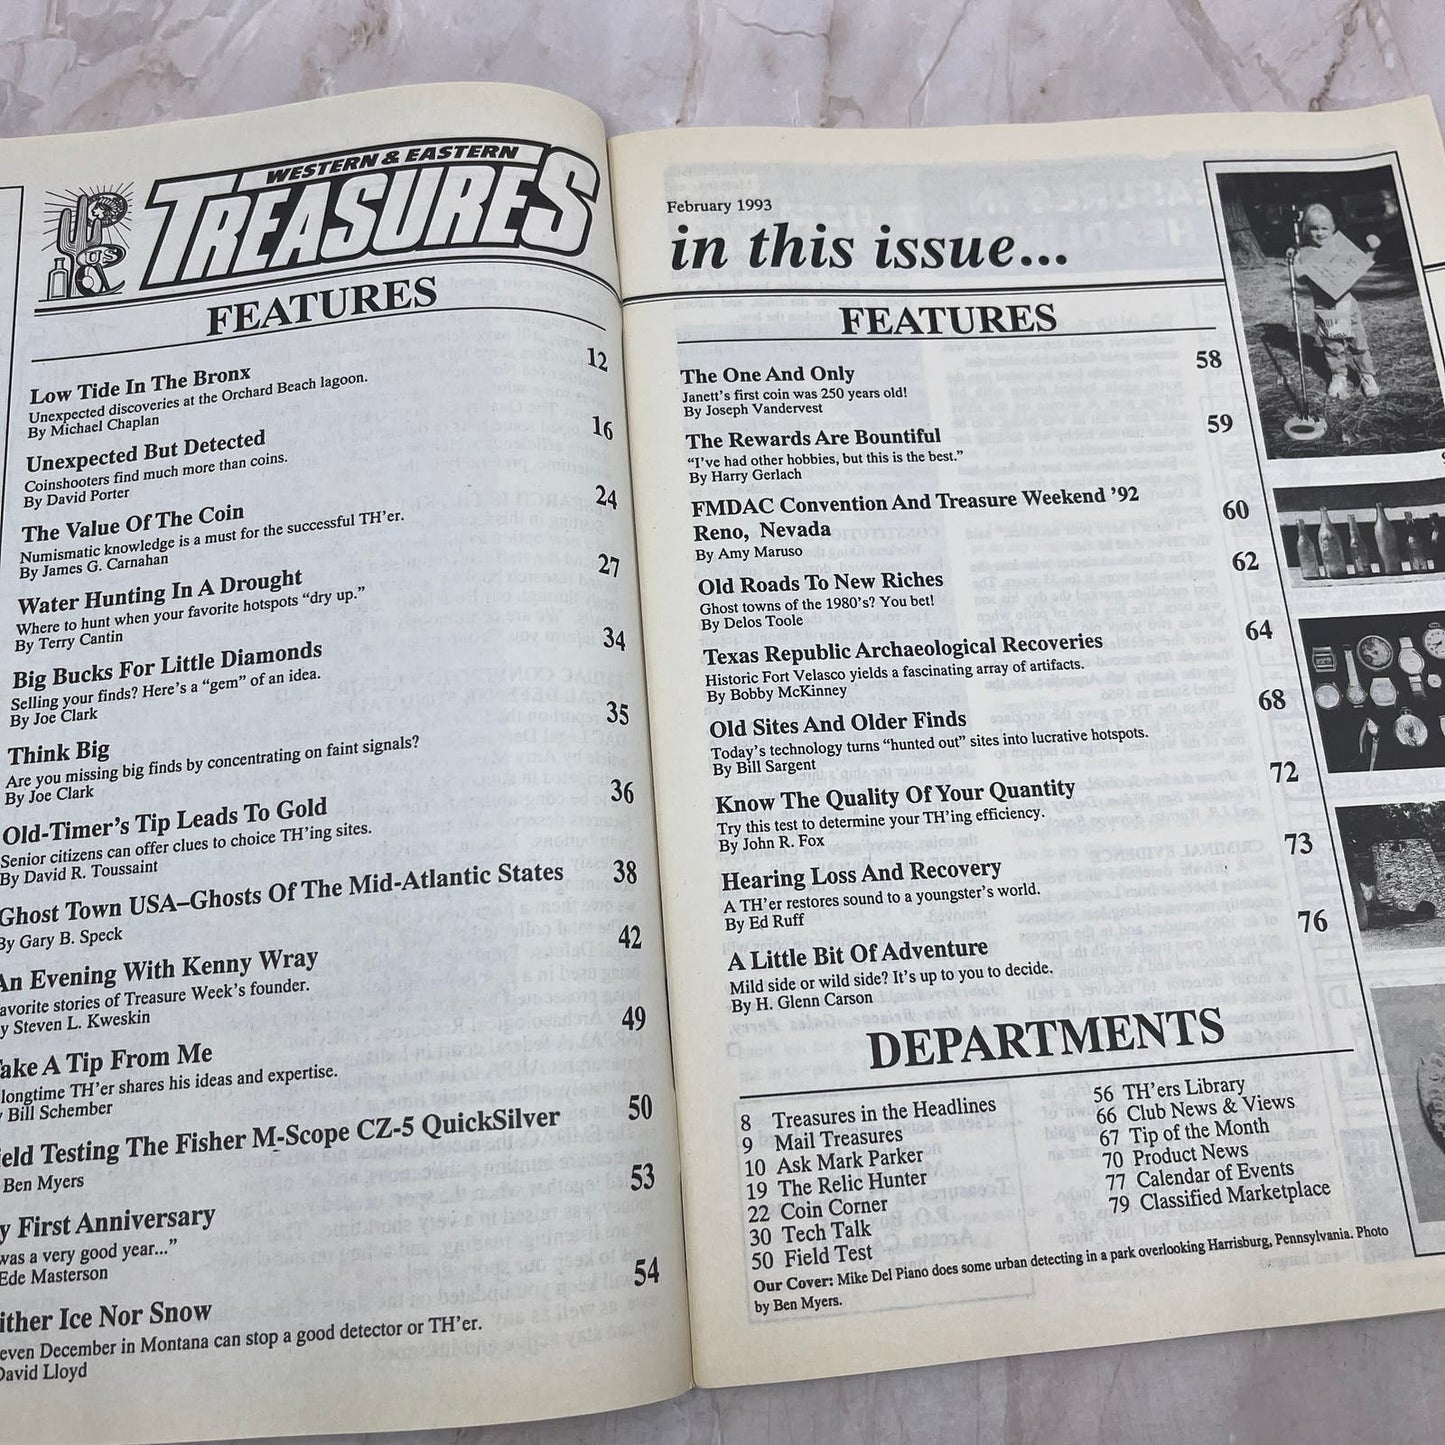 WESTERN & EASTERN
TREASURES
US
FEATURES
12
Low Tide In The Bronx
Unexpected discoveries at the Orchard Beach lagoon.
By Michael Chaplan
16
Unexpected But Detected
Coinshooters find much more than coins.
By David Porter
24
The Value Of The Coin
Numismatic knowledge is a must for the successful TH'er.
By James G. Carnahan
27
Water Hunting In A Drought
Where to hunt when your favorite hotspots "dry up."
By Terry Cantin
34
Big Bucks For Little Diamonds
Selling your finds? Here's a "gem" of an idea.
By Joe Clark
35
Think Big
Are you missing big finds by concentrating on faint signals?
By Joe Clark
36
Old-Timer's Tip Leads To Gold
Senior citizens can offer clues to choice TH'ing sites.
By David R. Toussaint
Ghost Town USA–Ghosts Of The Mid-Atlantic States 38
By Gary B. Speck
42
An Evening With Kenny Wray
avorite stories of Treasure Week's founder.
y Steven L. Kweskin
49
ake A Tip From Me
longtime TH'er shares his ideas and expertise.
y Bill Schember
50
ield Testing The Fisher M-Scope CZ-5 QuickSilver
Ben Myers
53
y First Anniversary
was a very good year..."
Ede Masterson
54
ither Ice Nor Snow
even December in Montana can stop a good detector or TH'er.
David Lloyd
February 1993
in this issue...
FEATURES
58
The One And Only
Janett's first coin was 250 years old!
By Joseph Vandervest
59
The Rewards Are Bountiful
"I've had other hobbies, but this is the best."
By Harry Gerlach
FMDAC Convention And Treasure Weekend '92
Reno, Nevada 60
By Amy Maruso
62
Old Roads To New Riches
Ghost towns of the 1980's? You bet!
By Delos Toole
64
Texas Republic Archaeological Recoveries
Historic Fort Velasco yields a fascinating array of artifacts.
By Bobby McKinney
68
Old Sites And Older Finds
Today's technology turns "hunted out" sites into lucrative hotspots.
By Bill Sargent
72
Know The Quality Of Your Quantity
Try this test to determine your TH'ing efficiency.
By John R. Fox
73
Hearing Loss And Recovery
A TH'er restores sound to a youngster's world.
By Ed Ruff
76
A Little Bit Of Adventure
Mild side or wild side? It's up to you to decide.
By H. Glenn Carson
DEPARTMENTS
8 Treasures in the Headlines
9 Mail Treasures
10 Ask Mark Parker
19 The Relic Hunter
22 Coin Corner
30 Tech Talk
50 Field Test
56 TH'ers Library
66 Club News & Views
67 Tip of the Month
70 Product News
77 Calendar of Events
79 Classified Marketplace
Our Cover: Mike Del Piano does some urban detecting in a park overlooking Harrisburg, Pennsylvania. Photo
by Ben Myers.